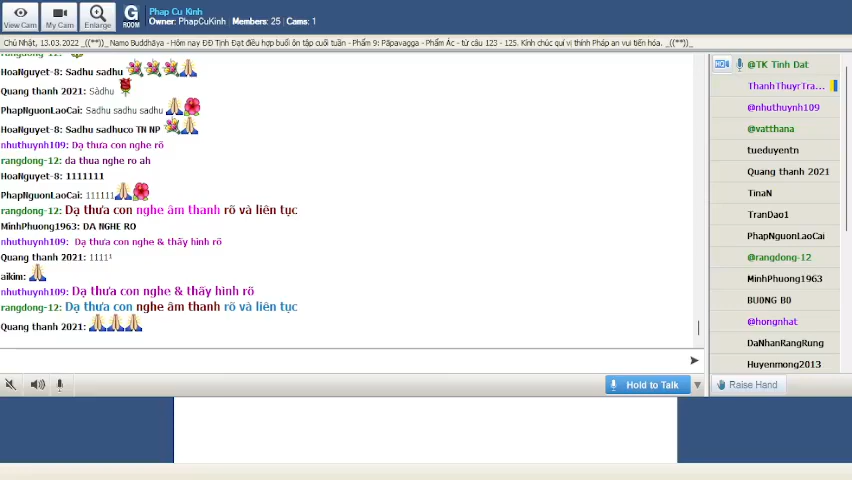 View Cam
My Cam
Enlarge
G
ROOM
Phap Cu Kinh
Owner: PhapCuKinh Members: 25 | Cams: 1
Chủ Nhật, 13.03.2022 _((**)_ Namo Buddhāya - Hôm nay ĐĐ Tịnh Đạt điều hợp buổi ôn tập cuối tuần - Phẩm 9: Pāpavagga - Phẩm Ác - từ câu 123 - 125. Kính chúc quí vị thính Pháp an vui tiến hóa. _((**)_
HoaNguyet-8: Sadhu sadhu
Quang thanh 2021: Sàdhu
PhapNguonLaoCai: Sadhu sadhu sadhu
HoaNguyet-8: Sadhu sadhuco TN NP
nhuthuynh109: Dạ thưa con nghe rõ
rangdong-12: da thua nghe ro ah
HoaNguyet-8: 1111111
PhapNguonLaoCai: 111111
rangdong-12: Dạ thưa con nghe âm thanh rõ và liên tục
MinhPhuong1963: DA NGHE RO
nhuthuynh109: Dạ thưa con nghe & thấy hình rõ
Quang thanh 2021: 1111¹
aikim:
nhuthuynh109: Dạ thưa con nghe & thấy hình rõ
rangdong-12: Dạ thưa con nghe âm thanh rõ và liên tục
Quang thanh 2021:
Hold to Talk
HD
@TK Tinh Dat
ThanhThuyrTra...
@nhuthuynh109
@vatthana
tueduyentn
Quang thanh 2021
TinaN
TranDao1
PhapNguonLaoCai
@rangdong-12
MinhPhuong1963
BU0NG B0
@hongnhat
DaNhanRangRung
Huyenmong2013
Raise Hand